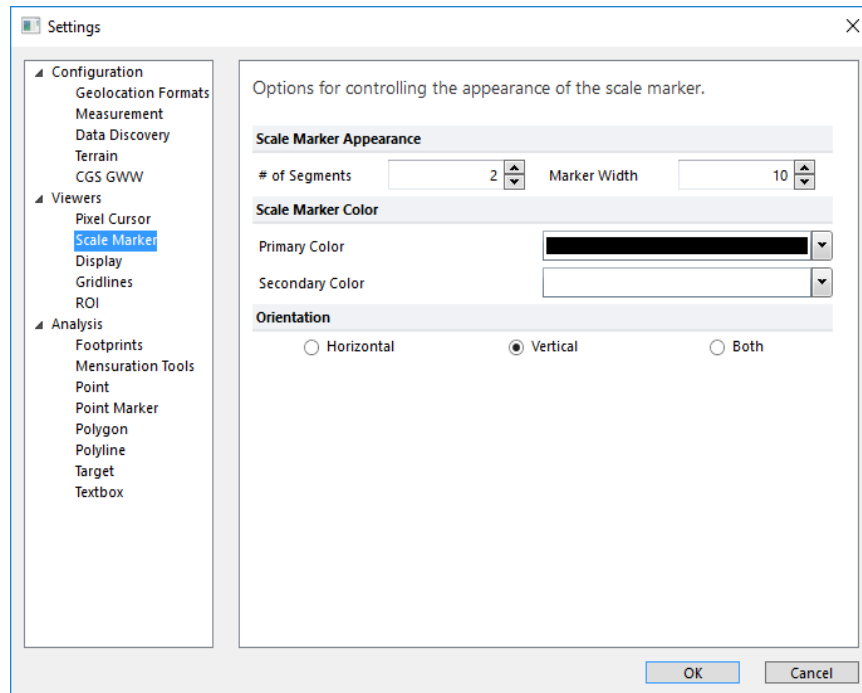 Settings
Configuration
Geolocation Formats
Measurement
Data Discovery
Terrain
CGS GWW
Viewers
Pixel Cursor
Scale Marker
Display
Gridlines
ROI
Analysis
Footprints
Mensuration Tools
Point
Point Marker
Polygon
Polyline
Target
Textbox
Options for controlling the appearance of the scale marker.
Scale Marker Appearance
# of Segments 2 Marker Width 10
Scale Marker Color
Primary Color
Secondary Color
Orientation
Horizontal Vertical Both
OK Cancel